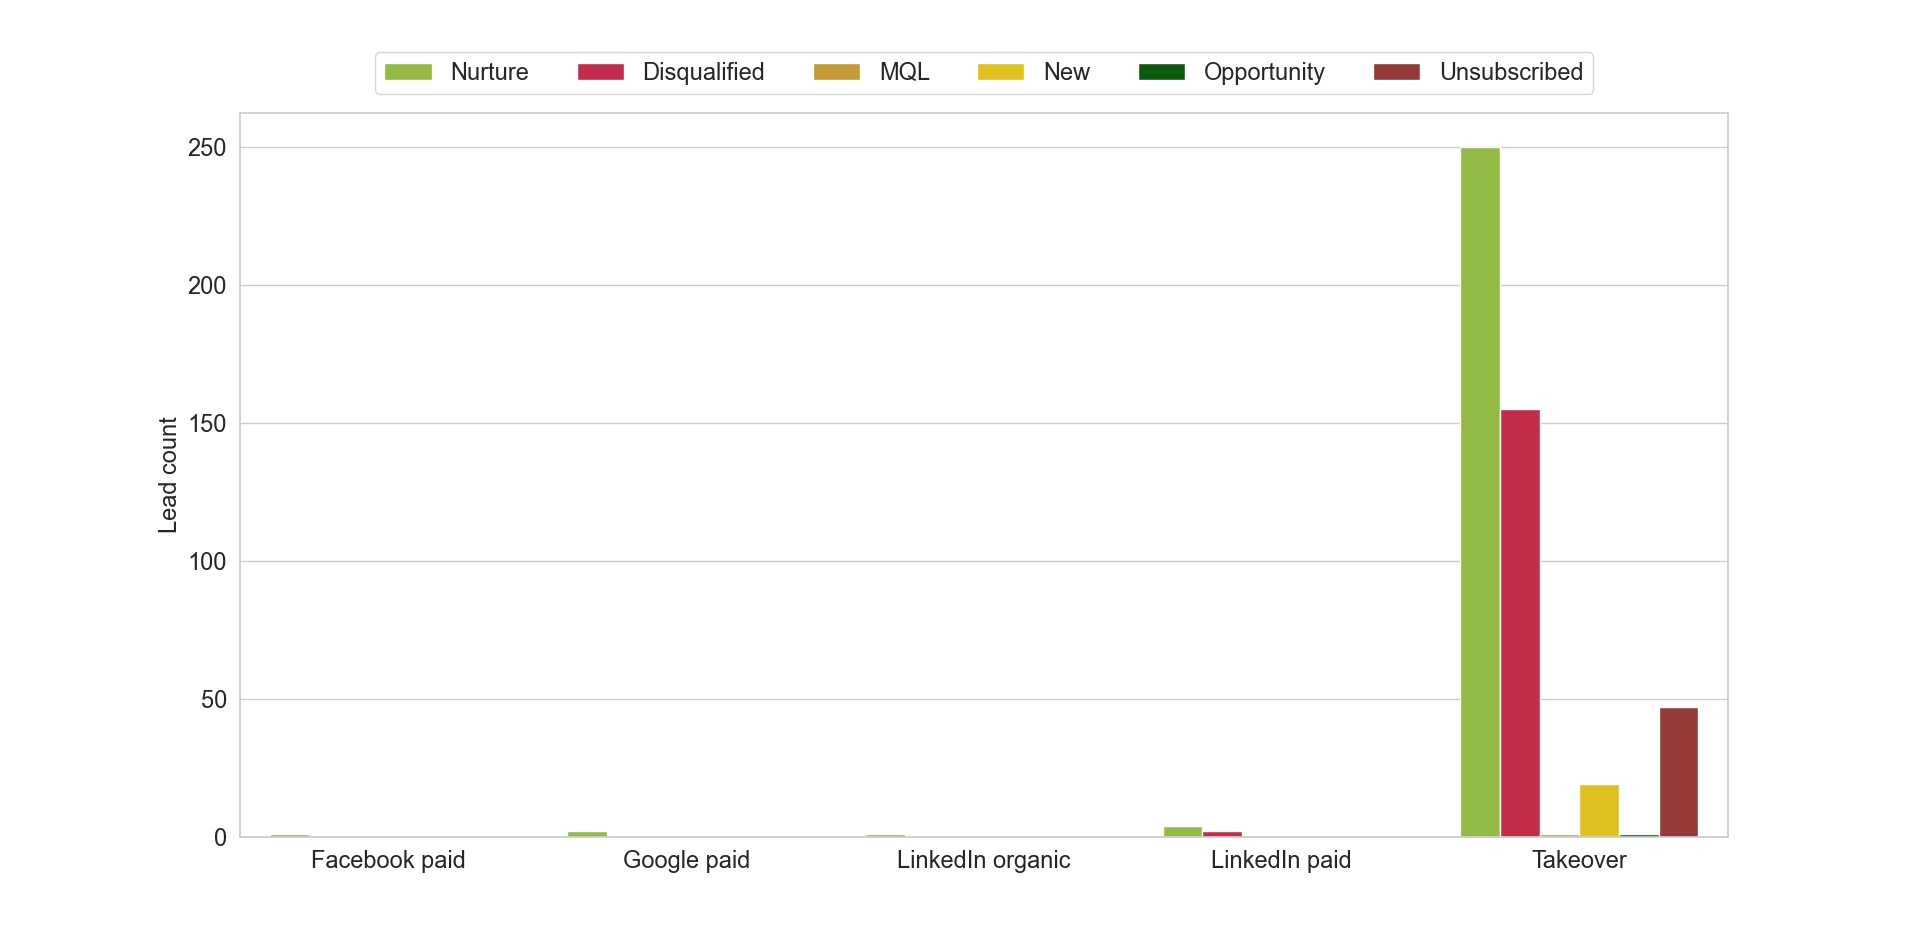 Nurture Disqualified MQL New Opportunity Unsubscribed
250
200
150
100
50
0
Lead count
Facebook paid Google paid LinkedIn organic LinkedIn paid Takeover